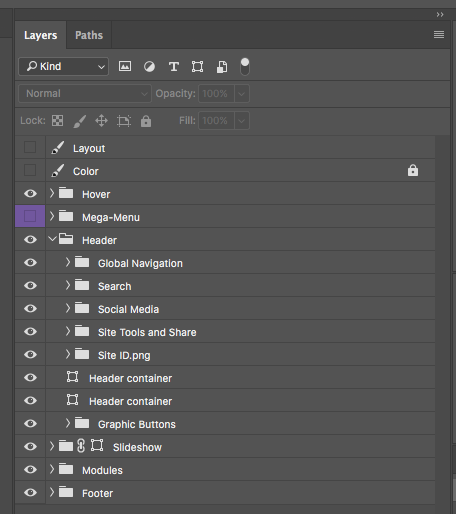 Layers Paths
Kind
Normal Opacity: 100%
Lock: Fill: 100%
Layout
Color
Hover
Mega-Menu
Header
Global Navigation
Search
Social Media
Site Tools and Share
Site ID.png
Header container
Header container
Graphic Buttons
Slideshow
Modules
Footer